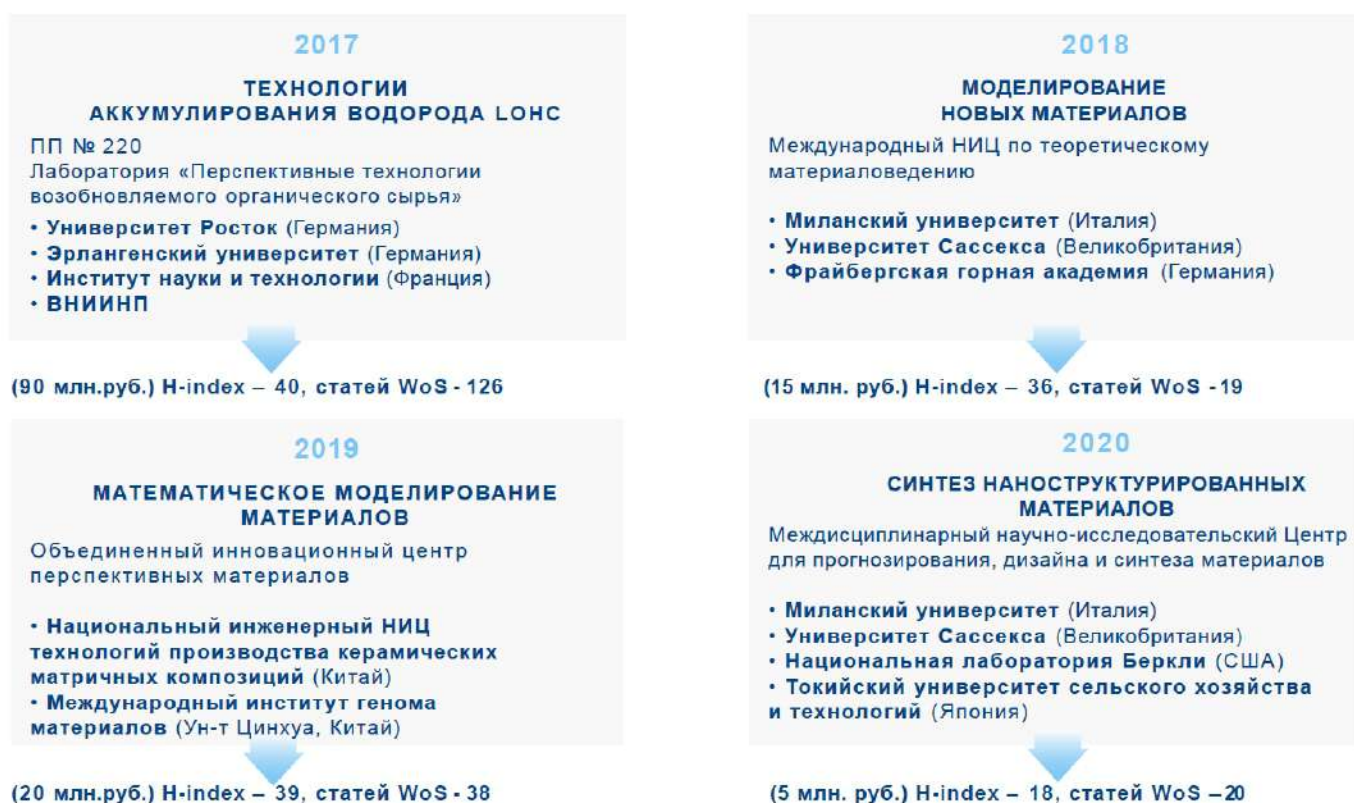 2017
ТЕХНОЛОГИИ
АККУМУЛИРОВАНИЯ ВОДОРОДА LOHC
ПП № 220
Лаборатория «Перспективные технологии
возобновляемого органического сырья»
• Университет Росток (Германия)
• Эрлангенский университет (Германия)
• Институт науки и технологии (Франция)
• ВНИИНП
(90 млн.руб.) H-index – 40, статей WoS - 126
2018
МОДЕЛИРОВАНИЕ
НОВЫХ МАТЕРИАЛОВ
Международный НИЦ по теоретическому
материаловедению
• Миланский университет (Италия)
• Университет Сассекса (Великобритания)
• Фрайбергская горная академия (Германия)
(15 млн. руб.) H-index – 36, статей WoS -19
2019
МАТЕМАТИЧЕСКОЕ МОДЕЛИРОВАНИЕ
МАТЕРИАЛОВ
Объединенный инновационный центр
перспективных материалов
• Национальный инженерный НИЦ
технологий производства керамических
матричных композиций (Китай)
• Международный институт генома
материалов (Ун-т Цинхуа, Китай)
(20 млн.руб.) H-index – 39, статей WoS - 38
2020
СИНТЕЗ НАНОСТРУКТУРИРОВАННЫХ
МАТЕРИАЛОВ
Междисциплинарный научно-исследовательский Центр
для прогнозирования, дизайна и синтеза материалов
• Миланский университет (Италия)
• Университет Сассекса (Великобритания)
• Национальная лаборатория Беркли (США)
• Токийский университет сельского хозяйства
и технологий (Япония)
(5 млн. руб.) H-index – 18, статей WoS –20